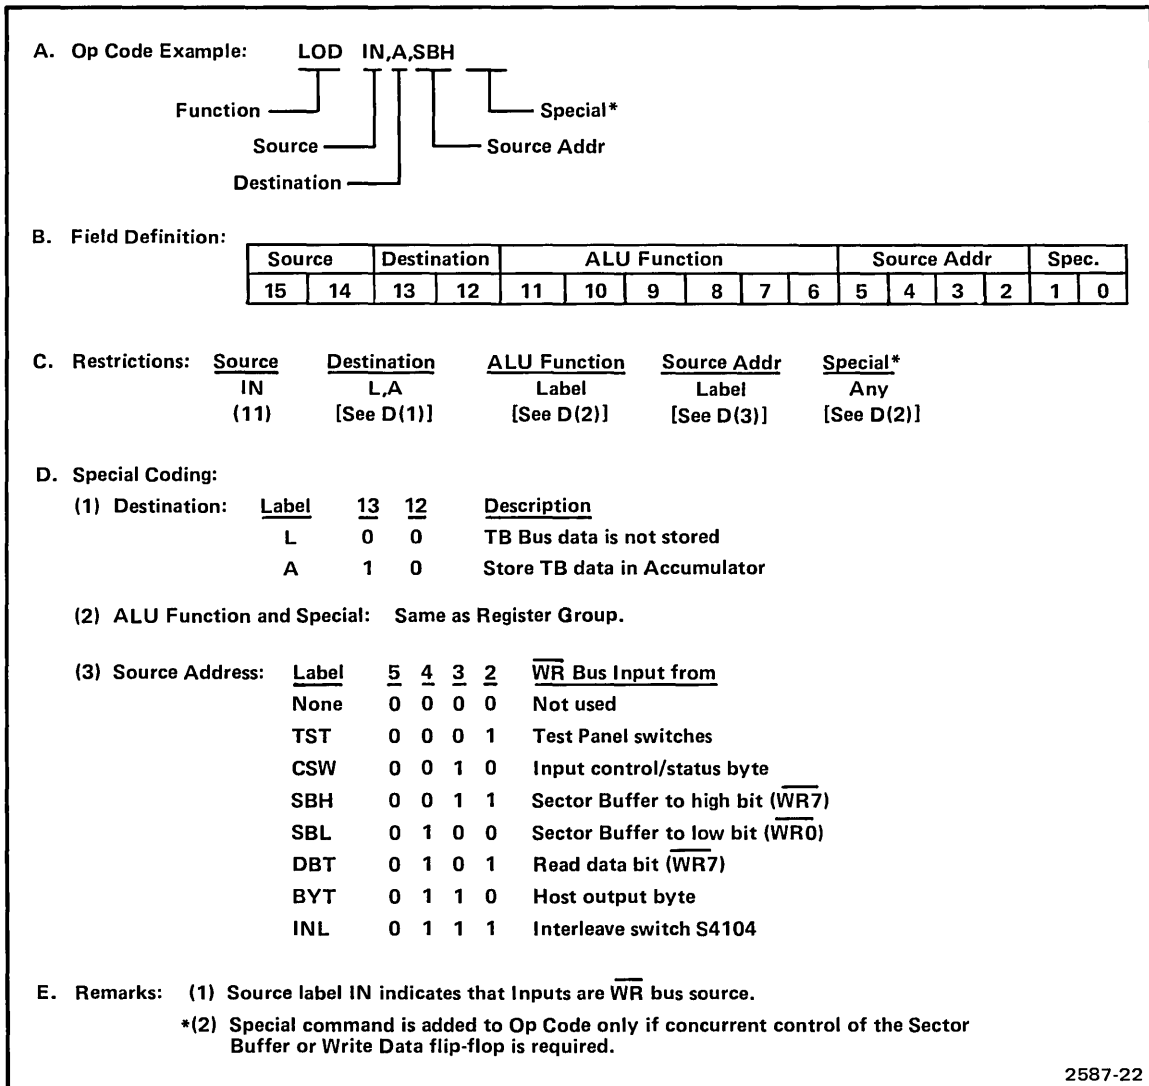 A. Op Code Example: LOD IN,A,SBH
Function Special*
Source Source Addr
Destination
B. Field Definition:
Source Destination ALU Function Source Addr Spec.
15 14 13 12 11 10 9 8 7 6 5 4 3 2 1 0
C. Restrictions: Source Destination ALU Function Source Addr Special*
IN L,A Label Label Any
(11) [See D(1)] [See D(2)] [See D(3)] [See D(2)]
D. Special Coding:
(1) Destination: Label 13 12 Description
L 0 0 TB Bus data is not stored
A 1 0 Store TB data in Accumulator
(2) ALU Function and Special: Same as Register Group.
(3) Source Address: Label 5 4 3 2 W̅R̅ Bus Input from
None 0 0 0 0 Not used
TST 0 0 0 1 Test Panel switches
CSW 0 0 1 0 Input control/status byte
SBH 0 0 1 1 Sector Buffer to high bit (W̅R̅7̅)
SBL 0 1 0 0 Sector Buffer to low bit (W̅R̅0̅)
DBT 0 1 0 1 Read data bit (W̅R̅7̅)
BYT 0 1 1 0 Host output byte
INL 0 1 1 1 Interleave switch S4104
E. Remarks: (1) Source label IN indicates that Inputs are W̅R̅ bus source.
*(2) Special command is added to Op Code only if concurrent control of the Sector
Buffer or Write Data flip-flop is required.
2587-22